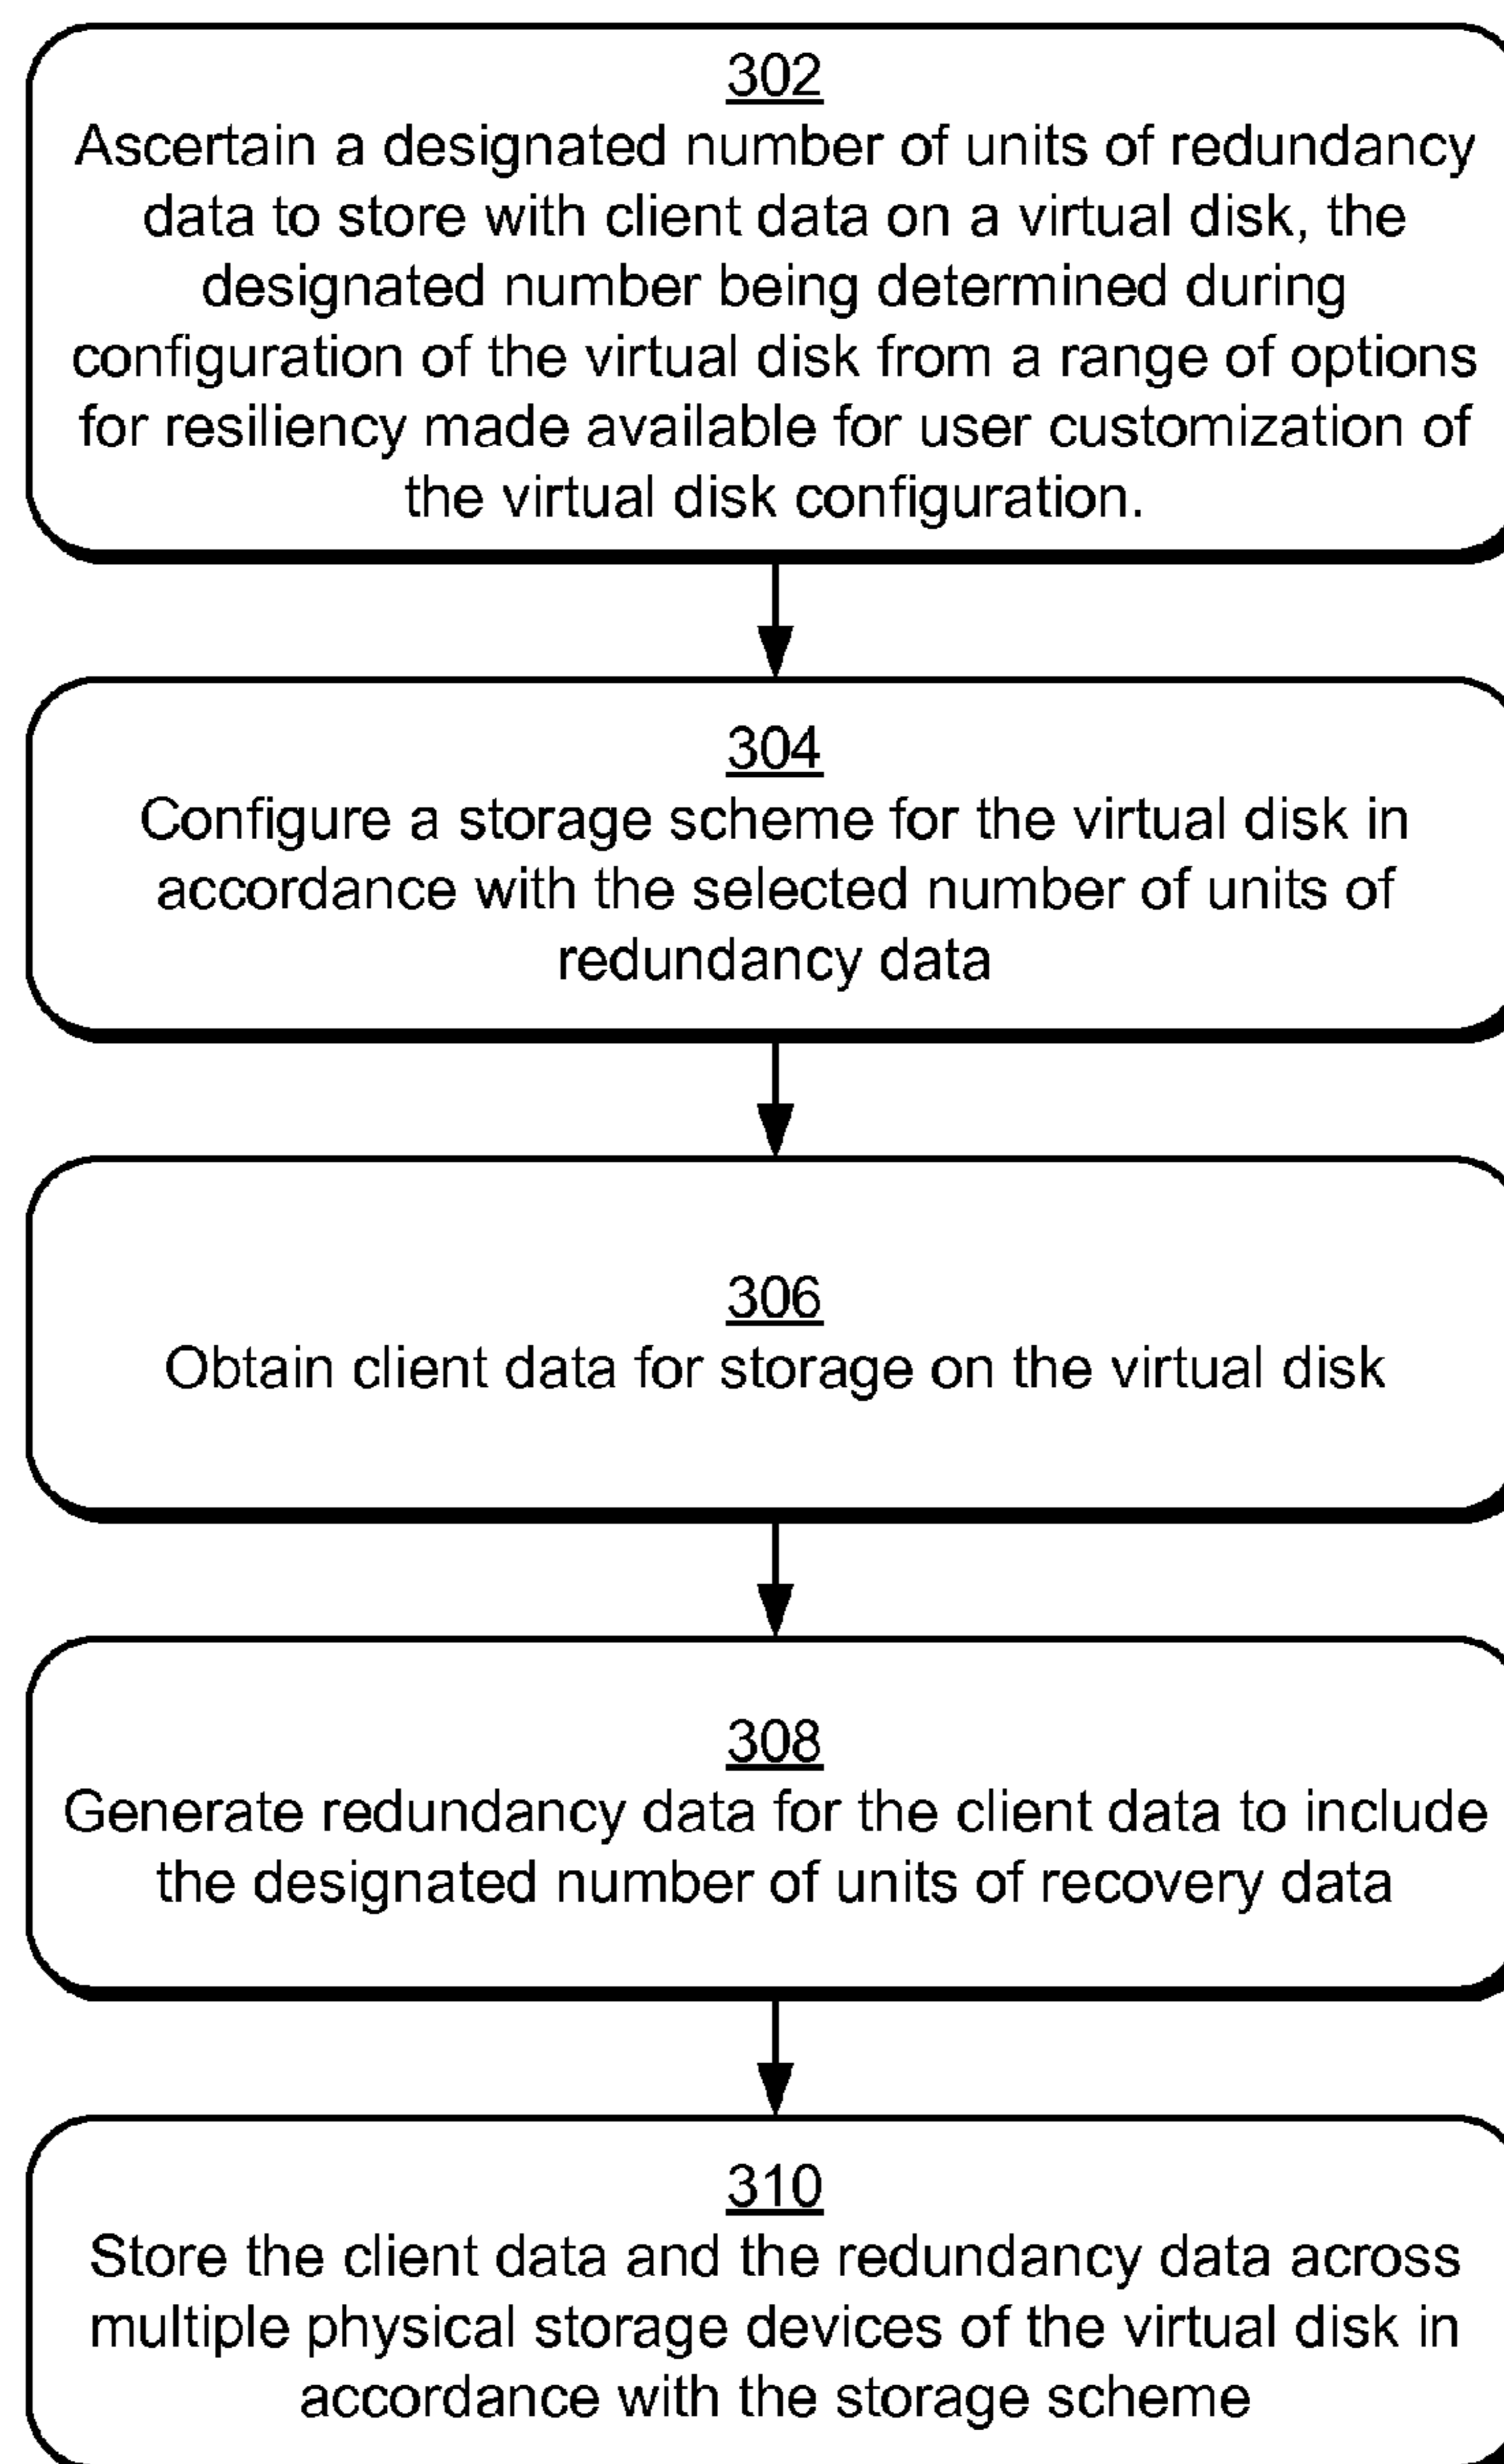 302
Ascertain a designated number of units of redundancy
data to store with client data on a virtual disk, the
designated number being determined during
configuration of the virtual disk from a range of options
for resiliency made available for user customization of
the virtual disk configuration.
304
Configure a storage scheme for the virtual disk in
accordance with the selected number of units of
redundancy data
306
Obtain client data for storage on the virtual disk
308
Generate redundancy data for the client data to include
the designated number of units of recovery data
310
Store the client data and the redundancy data across
multiple physical storage devices of the virtual disk in
accordance with the storage scheme